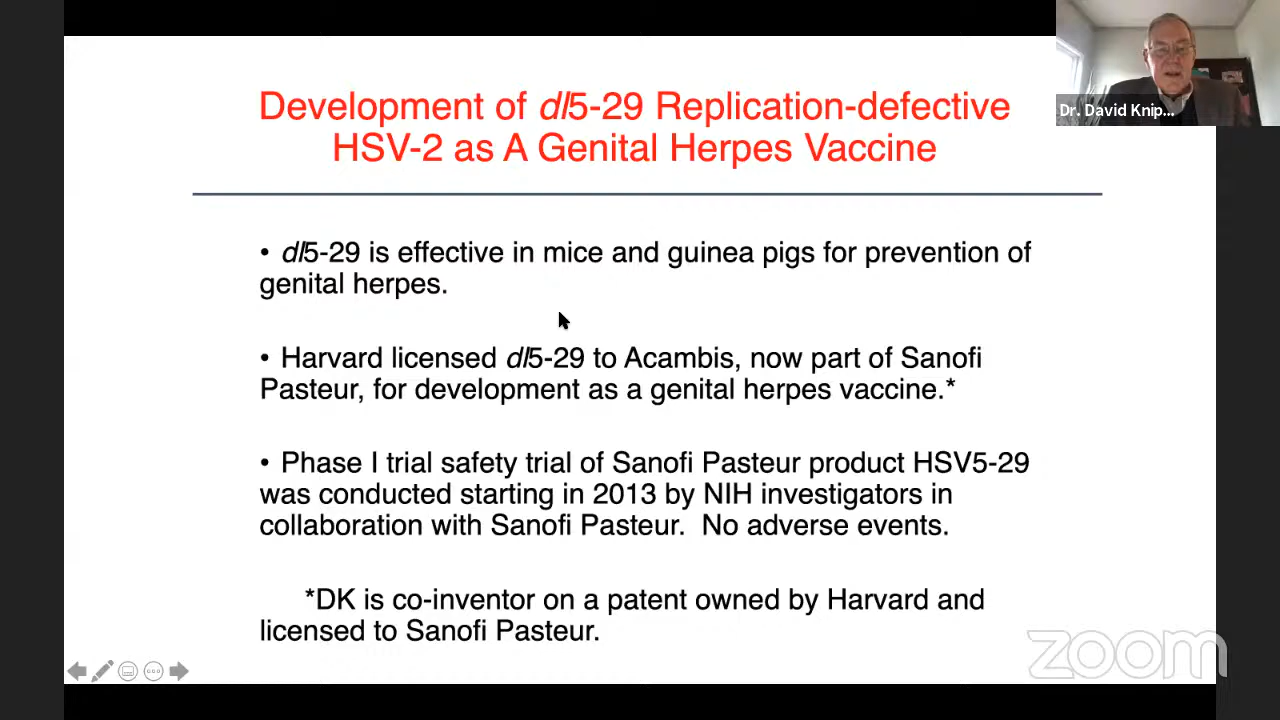 Development of dl5-29 Replication-defective
HSV-2 as A Genital Herpes Vaccine
Dr. David Knip...
• dl5-29 is effective in mice and guinea pigs for prevention of
genital herpes.
• Harvard licensed dl5-29 to Acambis, now part of Sanofi
Pasteur, for development as a genital herpes vaccine.*
• Phase I trial safety trial of Sanofi Pasteur product HSV5-29
was conducted starting in 2013 by NIH investigators in
collaboration with Sanofi Pasteur.  No adverse events.
*DK is co-inventor on a patent owned by Harvard and
licensed to Sanofi Pasteur.
zoom